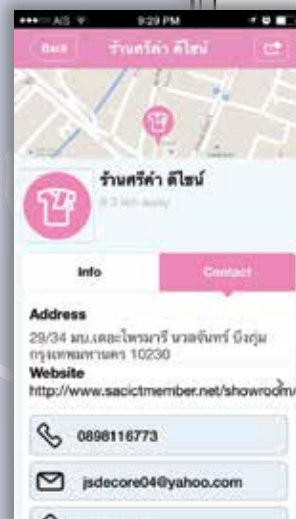 AIS
9:29 PM
Back
ร้านศรีคำ ดีไซน์
ร้านศรีคำ ดีไซน์
away
Info
Contact
Address
29/34 มบ.เดอะไพรมารี นวลจันทร์ บึงกุ่ม
กรุงเทพมหานคร 10230
Website
http://www.sacictmember.net/showroom/
0898116773
jsdecore04@yahoo.com